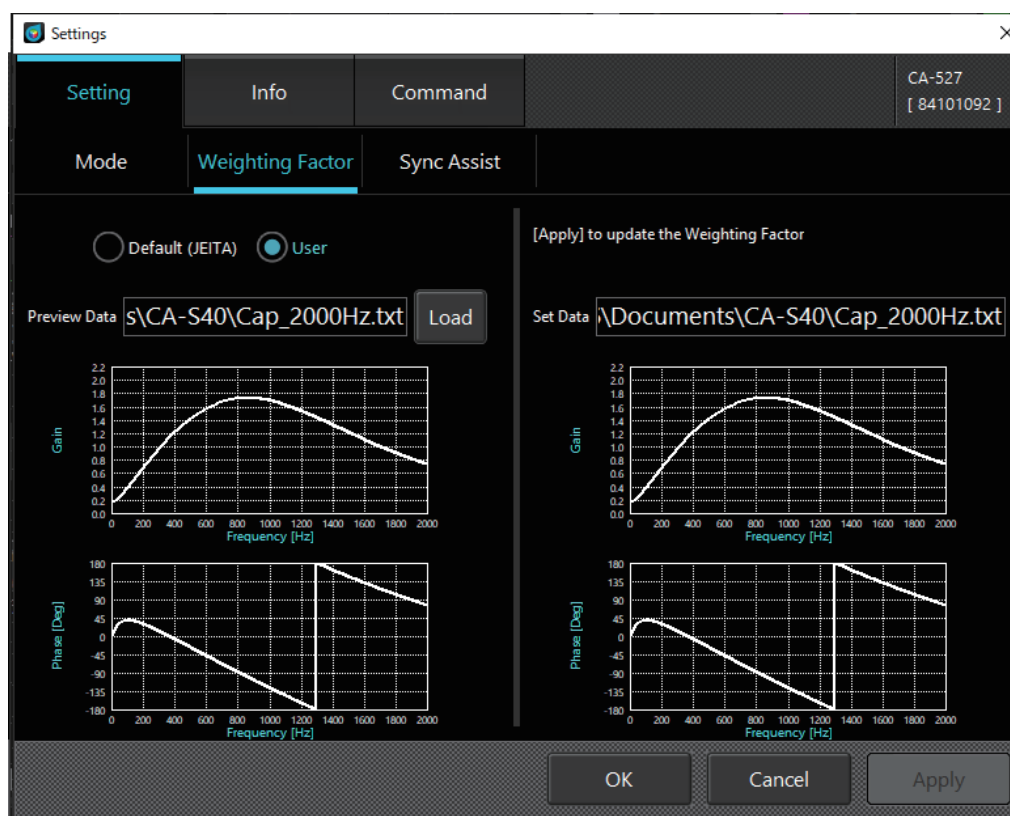 Settings
Setting Info Command
CA-527
[ 84101092 ]
Mode Weighting Factor Sync Assist
Default (JEITA) User
[Apply] to update the Weighting Factor
Preview Data s\CA-S40\Cap_2000Hz.txt Load
Set Data \Documents\CA-S40\Cap_2000Hz.txt
Gain
2.2
2.0
1.8
1.6
1.4
1.2
1.0
0.8
0.6
0.4
0.2
0.0
0 200 400 600 800 1000 1200 1400 1600 1800 2000
Frequency [Hz]
Gain
2.2
2.0
1.8
1.6
1.4
1.2
1.0
0.8
0.6
0.4
0.2
0.0
0 200 400 600 800 1000 1200 1400 1600 1800 2000
Frequency [Hz]
Phase [Deg]
180
135
90
45
0
-45
-90
-135
-180
0 200 400 600 800 1000 1200 1400 1600 1800 2000
Frequency [Hz]
Phase [Deg]
180
135
90
45
0
-45
-90
-135
-180
0 200 400 600 800 1000 1200 1400 1600 1800 2000
Frequency [Hz]
OK Cancel Apply